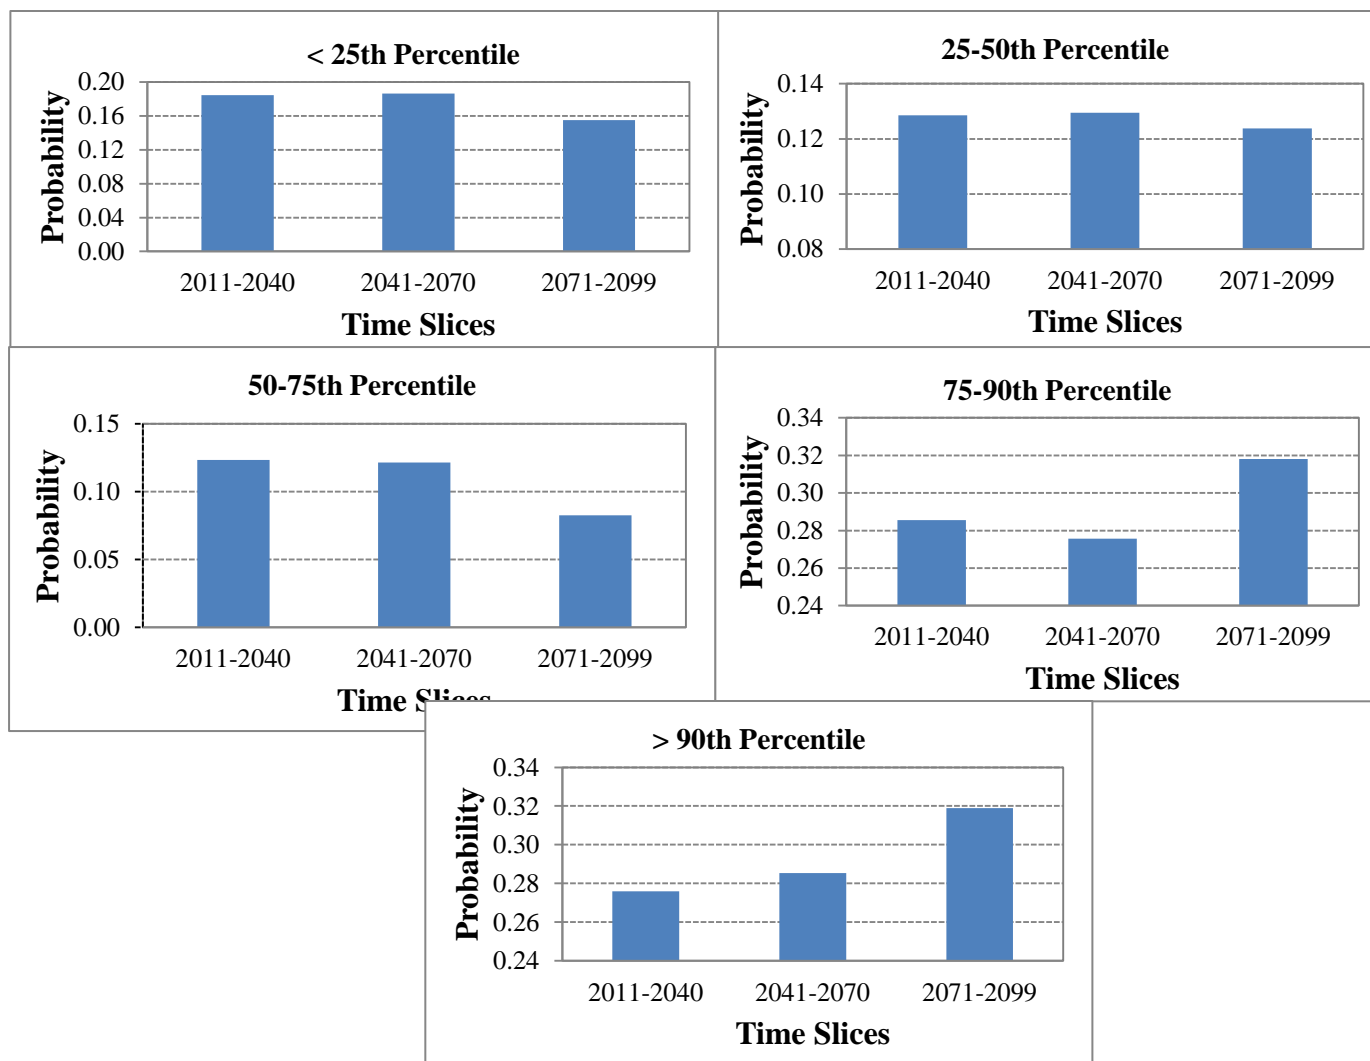 < 25th Percentile
Probability
0.20
0.16
0.12
0.08
0.04
0.00
2011-2040 2041-2070 2071-2099
Time Slices
25-50th Percentile
Probability
0.14
0.12
0.10
0.08
2011-2040 2041-2070 2071-2099
Time Slices
50-75th Percentile
Probability
0.15
0.10
0.05
0.00
2011-2040 2041-2070 2071-2099
Time Slices
75-90th Percentile
Probability
0.34
0.32
0.30
0.28
0.26
0.24
2011-2040 2041-2070 2071-2099
Time Slices
> 90th Percentile
Probability
0.34
0.32
0.30
0.28
0.26
0.24
2011-2040 2041-2070 2071-2099
Time Slices